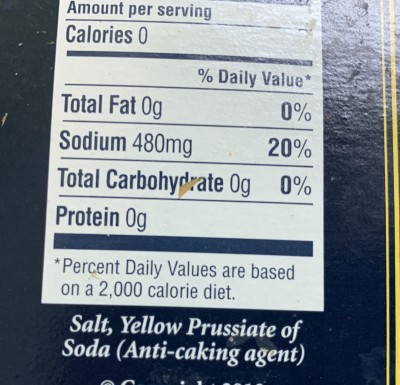 Amount per serving
Calories 0
% Daily Value*
Total Fat 0g 0%
Sodium 480mg 20%
Total Carbohydrate 0g 0%
Protein 0g
*Percent Daily Values are based
on a 2,000 calorie diet.
Salt, Yellow Prussiate of
Soda (Anti-caking agent)